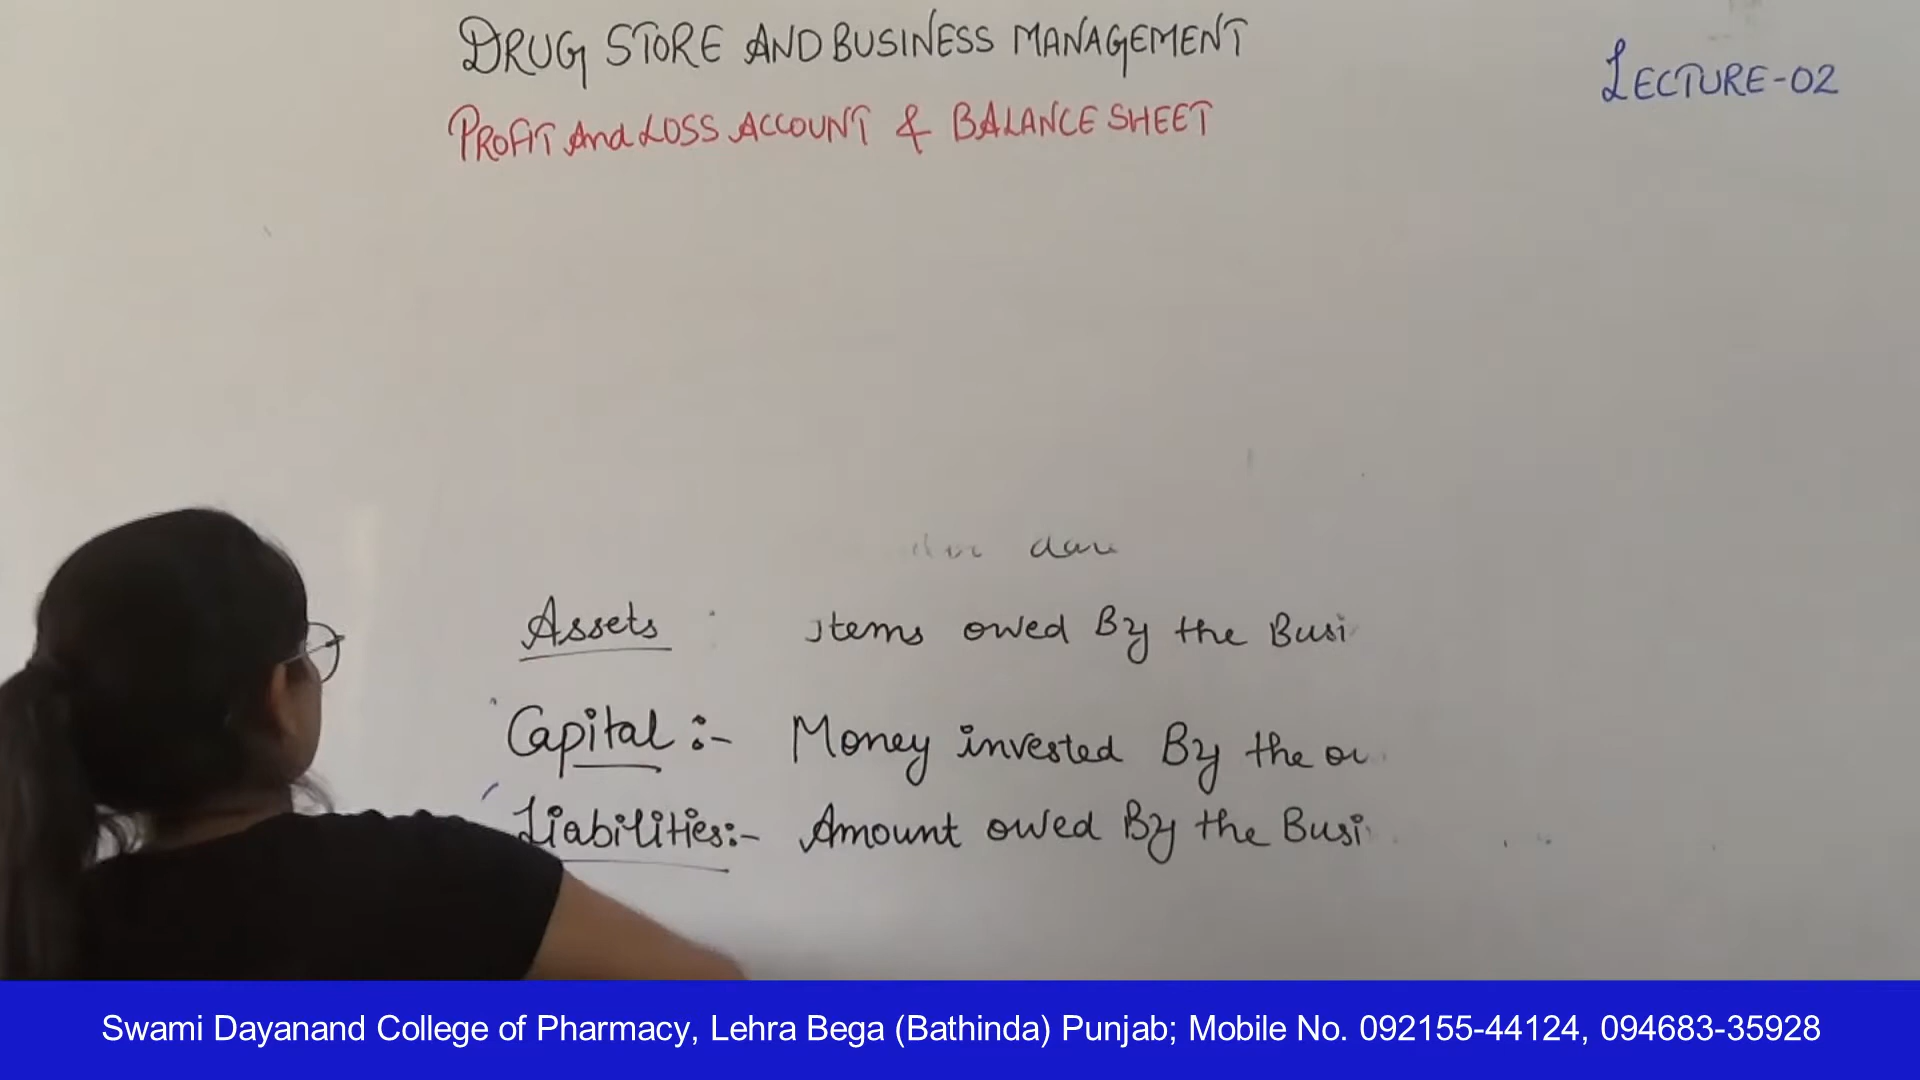 DRUG STORE AND BUSINESS MANAGEMENT
LECTURE-02
PROFIT And LOSS ACCOUNT & BALANCE SHEET
Assets : Items owed By the Busi
Capital :- Money invested By the ow
Liabilities:- Amount owed By the Busi
Swami Dayanand College of Pharmacy, Lehra Bega (Bathinda) Punjab; Mobile No. 092155-44124, 094683-35928